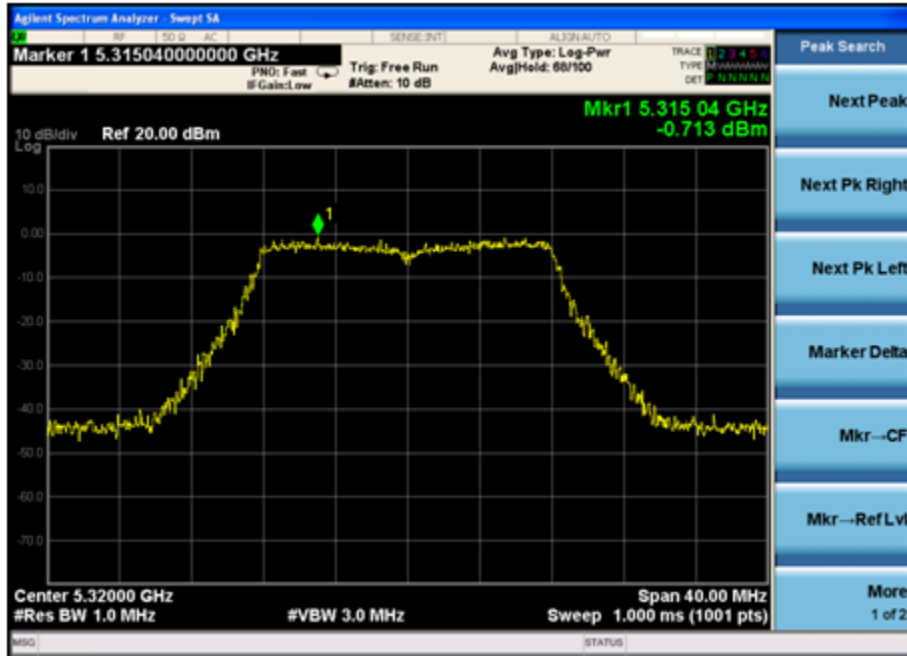 Agilent Spectrum Analyzer - Swept SA
RF 50 Ω AC SENSE:INT ALIGN AUTO
Marker 1 5.315040000000 GHz
PNO: Fast
IFGain:Low
Trig: Free Run
#Atten: 10 dB
Avg Type: Log-Pwr
Avg|Hold: 68/100
TRACE 1 2 3 4 5 6
TYPE
DET P N N N N N
Mkr1 5.315 04 GHz
-0.713 dBm
10 dB/div Ref 20.00 dBm
Log
10.0
0.00
-10.0
-20.0
-30.0
-40.0
-50.0
-60.0
-70.0
1
Center 5.32000 GHz
Span 40.00 MHz
#Res BW 1.0 MHz
#VBW 3.0 MHz
Sweep 1.000 ms (1001 pts)
MSG
STATUS
Peak Search
Next Peak
Next Pk Right
Next Pk Left
Marker Delta
Mkr→CF
Mkr→Ref Lvl
More
1 of 2